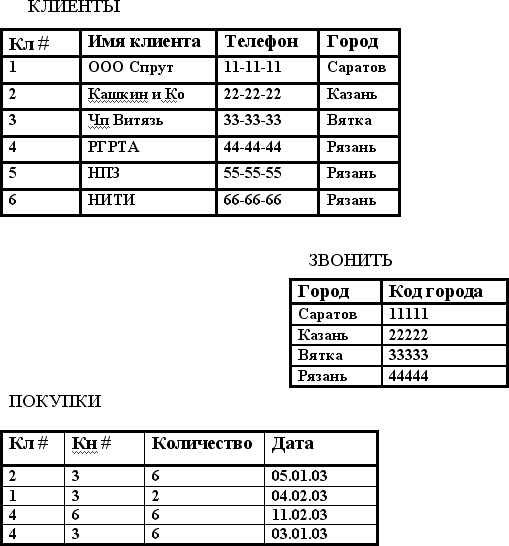 КЛИЕНТЫ
Кл # Имя клиента Телефон Город
1 ООО Спрут 11-11-11 Саратов
2 Кашкин и Ко 22-22-22 Казань
3 Чп Витязь 33-33-33 Вятка
4 РГРТА 44-44-44 Рязань
5 НПЗ 55-55-55 Рязань
6 НИТИ 66-66-66 Рязань
ЗВОНИТЬ
Город Код города
Саратов 11111
Казань 22222
Вятка 33333
Рязань 44444
ПОКУПКИ
Кл # Кн # Количество Дата
2 3 6 05.01.03
1 3 2 04.02.03
4 6 6 11.02.03
4 3 6 03.01.03